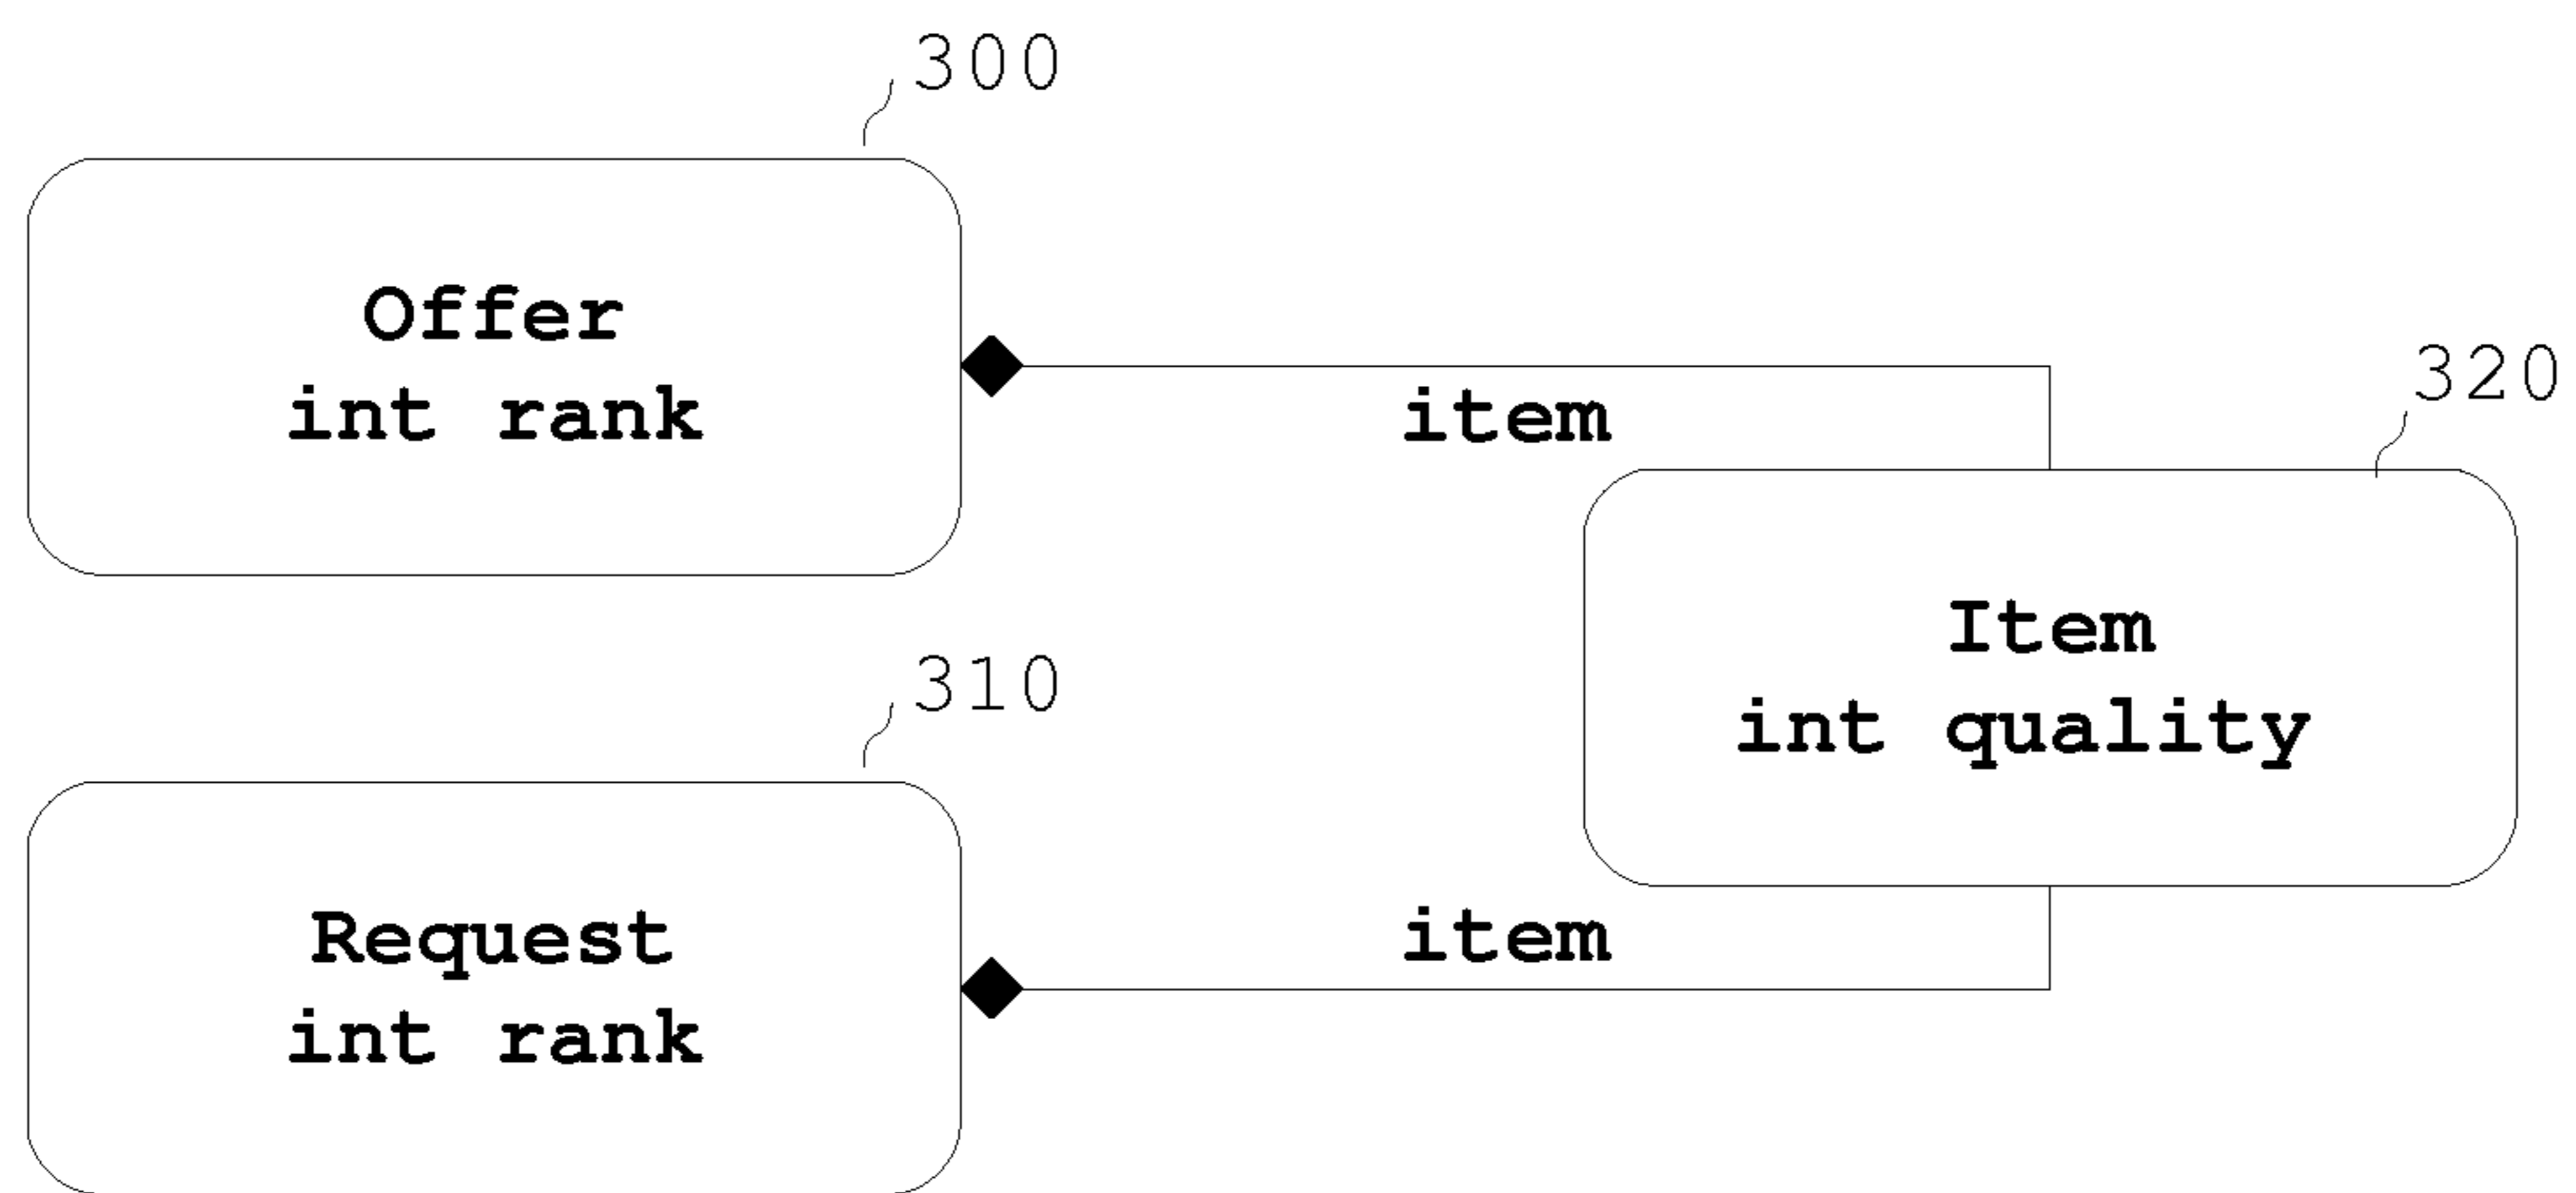 300
Offer
int rank
item
320
Item
int quality
310
Request
int rank
item